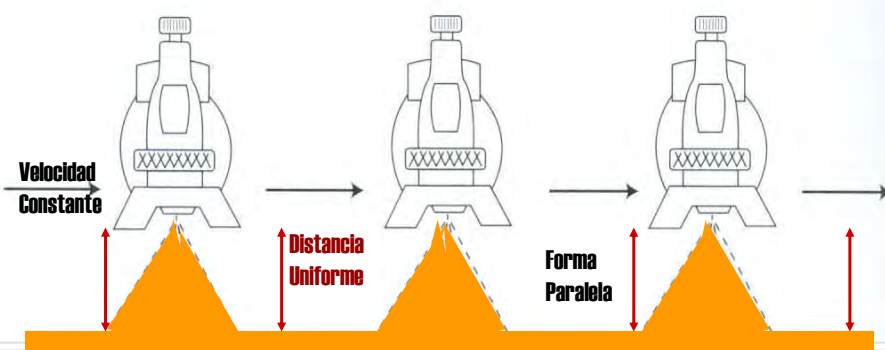 Velocidad
Constante
Distancia
Uniforme
Forma
Paralela